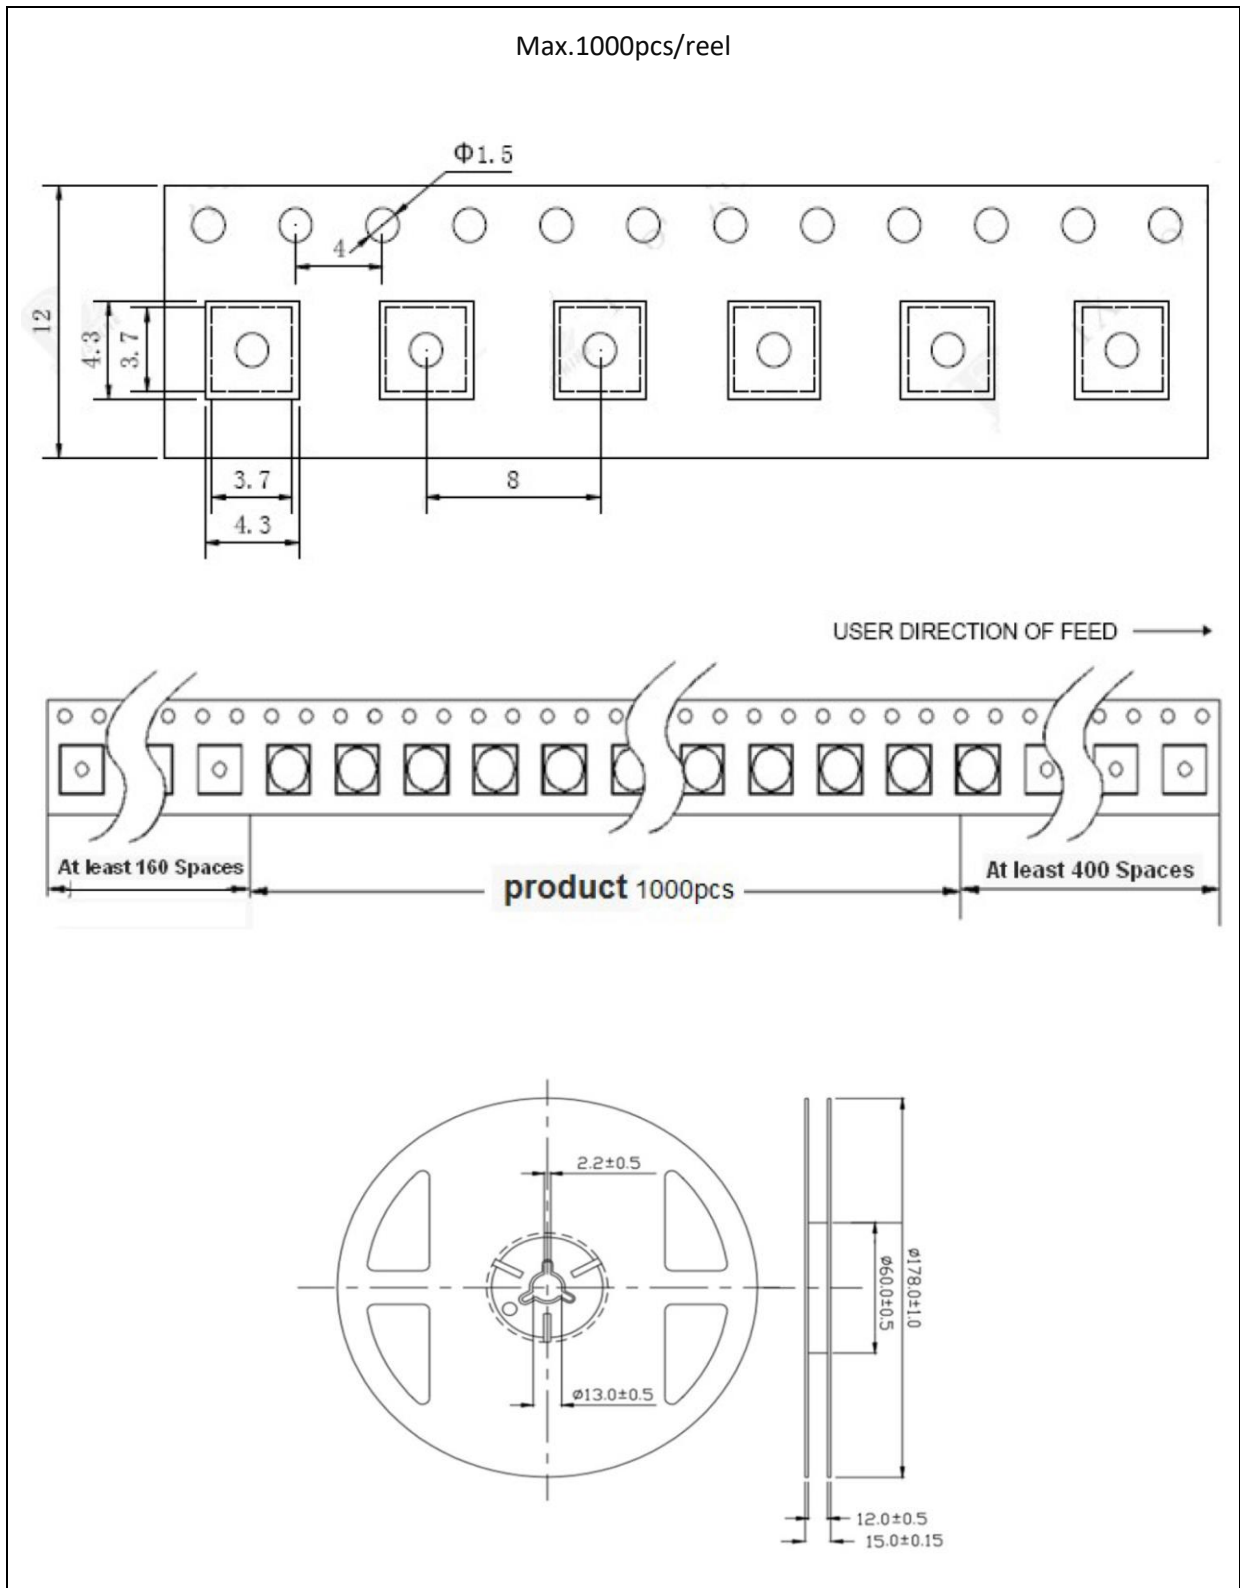 Max.1000pcs/reel
Φ1.5
4
12
4.3
3.7
3.7
8
4.3
USER DIRECTION OF FEED
At least 160 Spaces
product 1000pcs
At least 400 Spaces
2.2±0.5
ø60.0±0.5
ø178.0±1.0
ø13.0±0.5
12.0±0.5
15.0±0.15